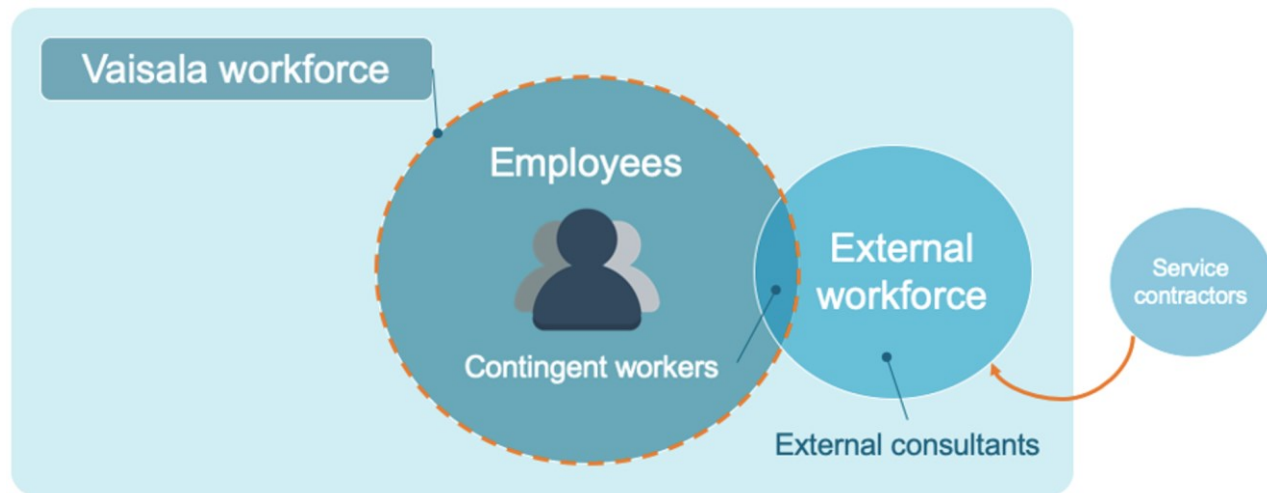 Vaisala workforce
Employees
Contingent workers
External
workforce
External consultants
Service
contractors